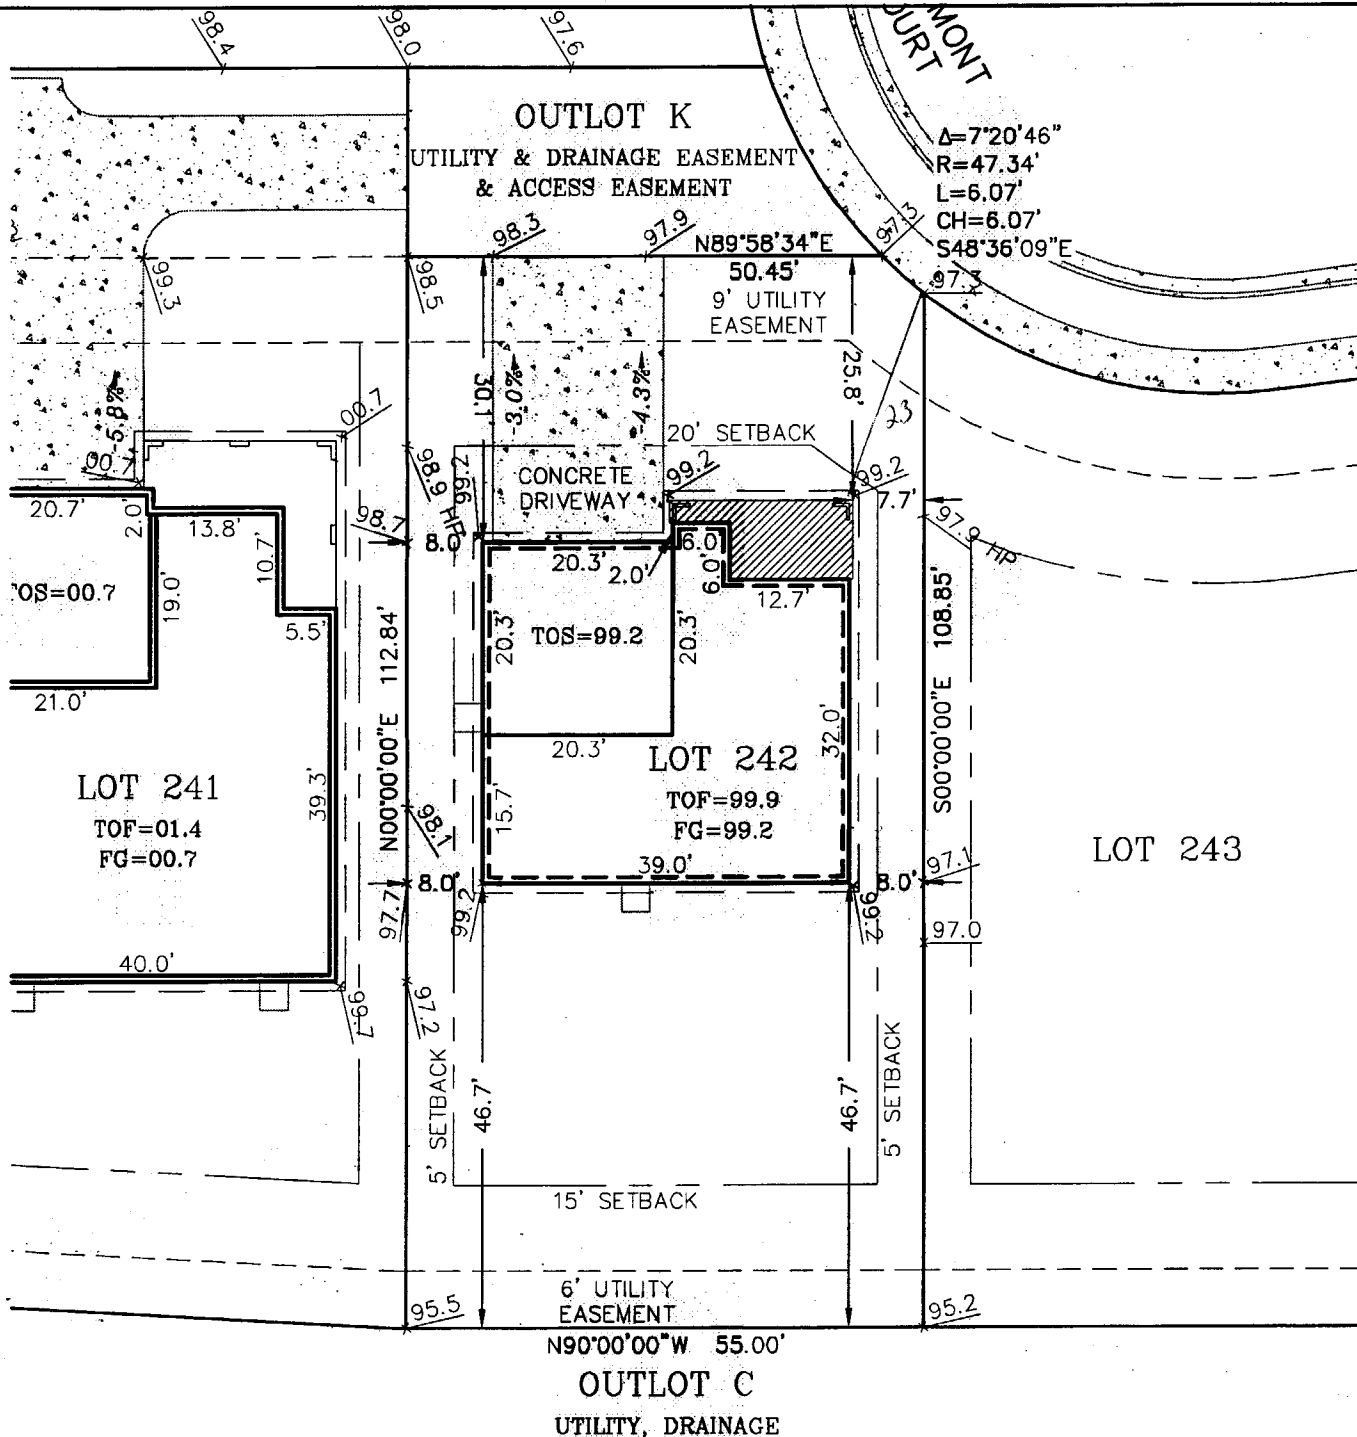 98.4
98.0
97.6
MONT
OURT
OUTLOT K
UTILITY & DRAINAGE EASEMENT
& ACCESS EASEMENT
Δ=7°20'46"
R=47.34'
L=6.07'
CH=6.07'
S48°36'09"E
97.3
97.3
98.3
97.9
N89°58'34"E
50.45'
9' UTILITY
EASEMENT
99.3
98.5
-5.8%
30.1'
-3.0%
-4.3%
25.8'
23
00.7
00.7
98.9 HP
99.2
20' SETBACK
CONCRETE
DRIVEWAY
99.2
99.2
7.7'
97.9 HP
20.7'
2.0'
13.8'
98.7
8.0'
10.7'
19.0'
TOS=00.7
5.5'
21.0'
20.3'
2.0'
6.0'
6.0'
12.7'
20.3'
TOS=99.2
20.3'
20.3'
N00°00'00"E 112.84'
S00°00'00"E 108.85'
32.0'
LOT 241
TOF=01.4
FG=00.7
39.3'
LOT 242
TOF=99.9
FG=99.2
15.7'
39.0'
98.1
LOT 243
97.7
8.0'
99.2
8.0'
99.2
97.1
97.0
40.0'
99.7
97.2
5' SETBACK
46.7'
46.7'
5' SETBACK
15' SETBACK
6' UTILITY
EASEMENT
95.5
95.2
N90°00'00"W 55.00'
OUTLOT C
UTILITY, DRAINAGE